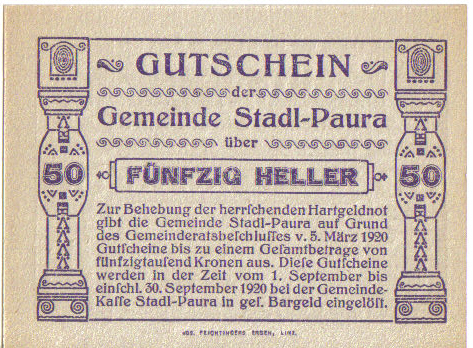 GUTSCHEIN
der
Gemeinde Stadl-Paura
über
50 FÜNFZIG HELLER 50
Zur Behebung der herrſchenden Hartgeldnot
gibt die Gemeinde Stadl-Paura auf Grund
des Gemeinderatsbeſchluſſes v. 5. März 1920
Gutſcheine bis zu einem Geſamtbetrage von
fünfzigtauſend Kronen aus. Dieſe Gutſcheine
werden in der Zeit vom 1. September bis
einſchl. 30. September 1920 bei der Gemeinde-
Kaſſe Stadl-Paura in geſ. Bargeld eingelöſt.
JOS. FEICHTINGERS ERBEN, LINZ.